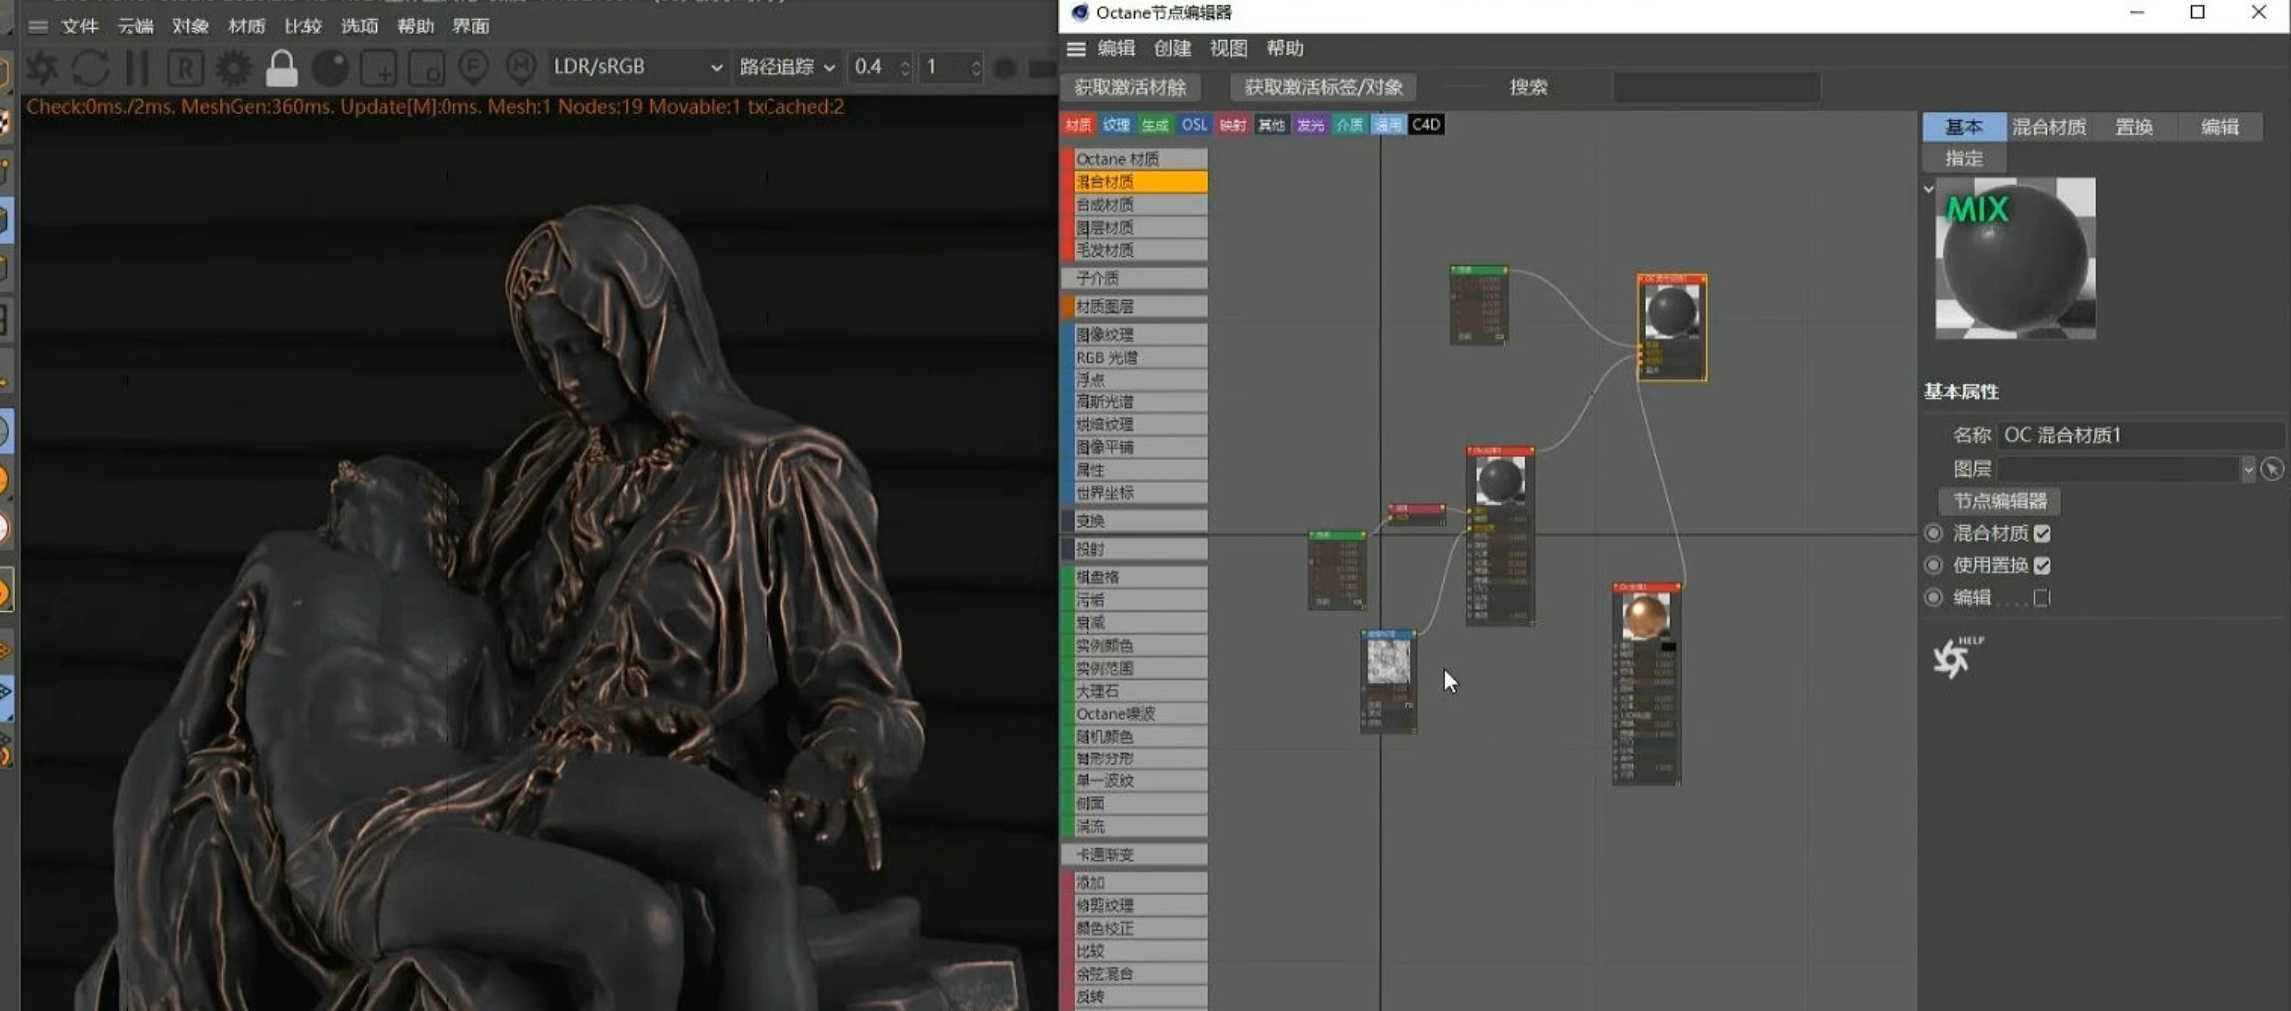 文件 云端 对象 材质 比较 选项 帮助 界面
R F M LDR/sRGB 路径追踪 0.4 1
Check:0ms./2ms. MeshGen:360ms. Update[M]:0ms. Mesh:1 Nodes:19 Movable:1 txCached:2
Octane节点编辑器
编辑 创建 视图 帮助
获取激活材除 获取激活标签/对象 搜索
材质 纹理 生成 OSL 映射 其他 发光 介质 通用 C4D
Octane 材质
混合材质
合成材质
图层材质
毛发材质
子介质
材质图层
图像纹理
RGB 光谱
浮点
高斯光谱
烘焙纹理
图像平铺
属性
世界坐标
变换
投射
棋盘格
污垢
衰减
实例颜色
实例范围
大理石
Octane噪波
随机颜色
脊形分形
单一波纹
侧面
湍流
卡通渐变
添加
修剪纹理
颜色校正
比较
余弦混合
反转
基本 混合材质 置换 编辑
指定
MIX
基本属性
名称 OC 混合材质1
图层
节点编辑器
混合材质
使用置换
编辑
HELP